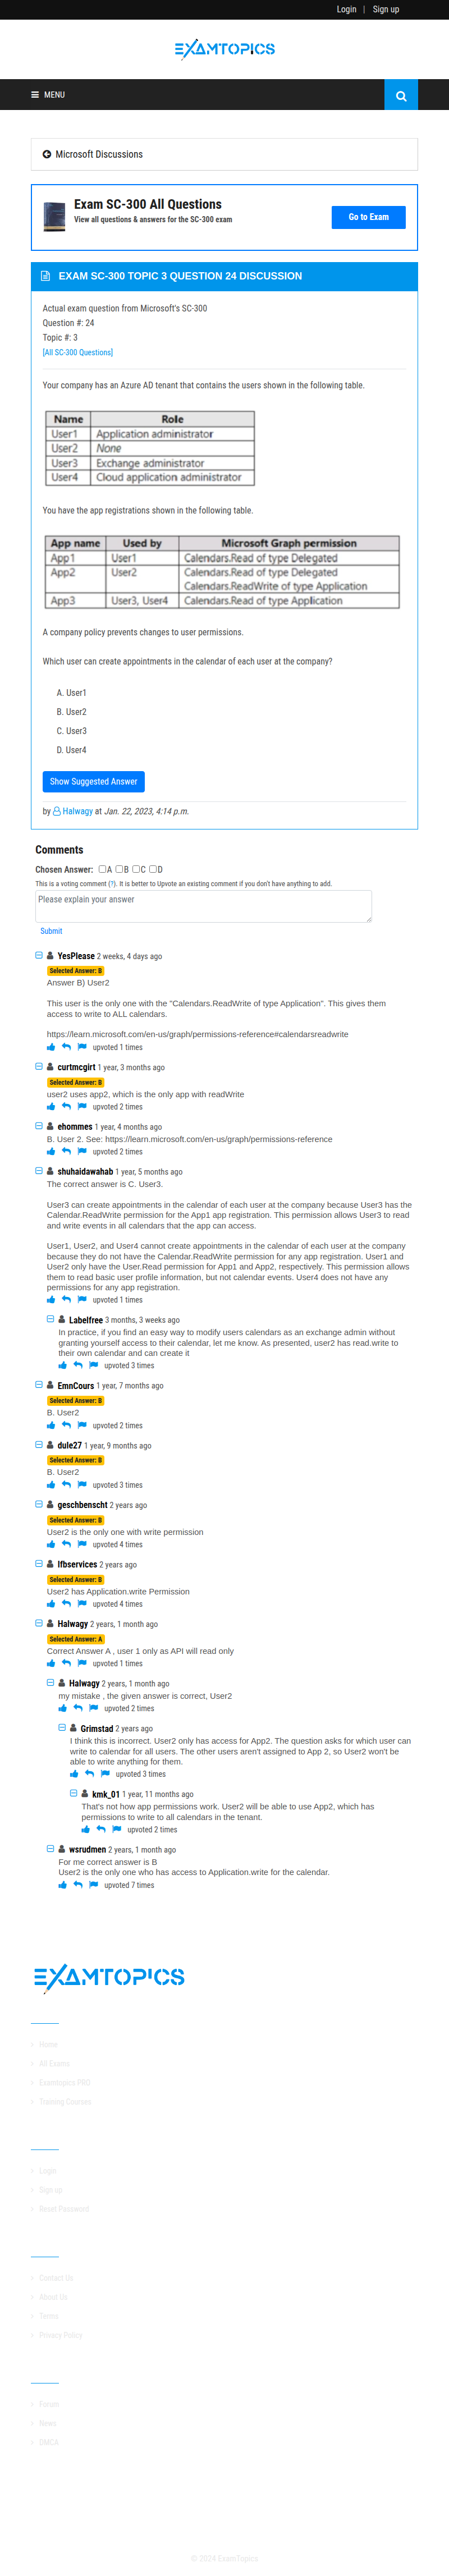 Login | Sign up
EXAMTOPICS
MENU
Microsoft Discussions
Exam SC-300 All Questions
View all questions & answers for the SC-300 exam
Go to Exam
EXAM SC-300 TOPIC 3 QUESTION 24 DISCUSSION
Actual exam question from Microsoft's SC-300
Question #: 24
Topic #: 3
[All SC-300 Questions]
Your company has an Azure AD tenant that contains the users shown in the following table.
Name Role
User1 Application administrator
User2 None
User3 Exchange administrator
User4 Cloud application administrator
You have the app registrations shown in the following table.
App name Used by Microsoft Graph permission
App1 User1 Calendars.Read of type Delegated
App2 User2 Calendars.Read of type Delegated
Calendars.ReadWrite of type Application
App3 User3, User4 Calendars.Read of type Application
A company policy prevents changes to user permissions.
Which user can create appointments in the calendar of each user at the company?
A. User1
B. User2
C. User3
D. User4
Show Suggested Answer
by Halwagy at Jan. 22, 2023, 4:14 p.m.
Comments
Chosen Answer: A B C D
This is a voting comment (?). It is better to Upvote an existing comment if you don't have anything to add.
Please explain your answer
Submit
YesPlease 2 weeks, 4 days ago
Selected Answer: B
Answer B) User2
This user is the only one with the "Calendars.ReadWrite of type Application". This gives them
access to write to ALL calendars.
https://learn.microsoft.com/en-us/graph/permissions-reference#calendarsreadwrite
upvoted 1 times
curtmcgirt 1 year, 3 months ago
Selected Answer: B
user2 uses app2, which is the only app with readWrite
upvoted 2 times
ehommes 1 year, 4 months ago
B. User 2. See: https://learn.microsoft.com/en-us/graph/permissions-reference
upvoted 2 times
shuhaidawahab 1 year, 5 months ago
The correct answer is C. User3.
User3 can create appointments in the calendar of each user at the company because User3 has the
Calendar.ReadWrite permission for the App1 app registration. This permission allows User3 to read
and write events in all calendars that the app can access.
User1, User2, and User4 cannot create appointments in the calendar of each user at the company
because they do not have the Calendar.ReadWrite permission for any app registration. User1 and
User2 only have the User.Read permission for App1 and App2, respectively. This permission allows
them to read basic user profile information, but not calendar events. User4 does not have any
permissions for any app registration.
upvoted 1 times
Labelfree 3 months, 3 weeks ago
In practice, if you find an easy way to modify users calendars as an exchange admin without
granting yourself access to their calendar, let me know. As presented, user2 has read.write to
their own calendar and can create it
upvoted 3 times
EmnCours 1 year, 7 months ago
Selected Answer: B
B. User2
upvoted 2 times
dule27 1 year, 9 months ago
Selected Answer: B
B. User2
upvoted 3 times
geschbenscht 2 years ago
Selected Answer: B
User2 is the only one with write permission
upvoted 4 times
lfbservices 2 years ago
Selected Answer: B
User2 has Application.write Permission
upvoted 4 times
Halwagy 2 years, 1 month ago
Selected Answer: A
Correct Answer A , user 1 only as API will read only
upvoted 1 times
Halwagy 2 years, 1 month ago
my mistake , the given answer is correct, User2
upvoted 2 times
Grimstad 2 years ago
I think this is incorrect. User2 only has access for App2. The question asks for which user can
write to calendar for all users. The other users aren't assigned to App 2, so User2 won't be
able to write anything for them.
upvoted 3 times
kmk_01 1 year, 11 months ago
That's not how app permissions work. User2 will be able to use App2, which has
permissions to write to all calendars in the tenant.
upvoted 2 times
wsrudmen 2 years, 1 month ago
For me correct answer is B
User2 is the only one who has access to Application.write for the calendar.
upvoted 7 times
EXAMTOPICS
Home
All Exams
Examtopics PRO
Training Courses
Login
Sign up
Reset Password
Contact Us
About Us
Terms
Privacy Policy
Forum
News
DMCA
© 2024 ExamTopics